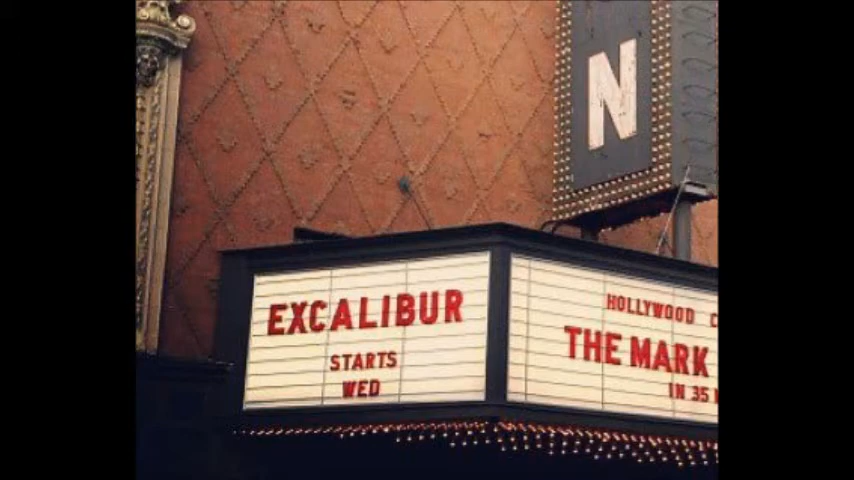 N
EXCALIBUR
STARTS
WED
HOLLYWOOD
THE MARK
IN 35